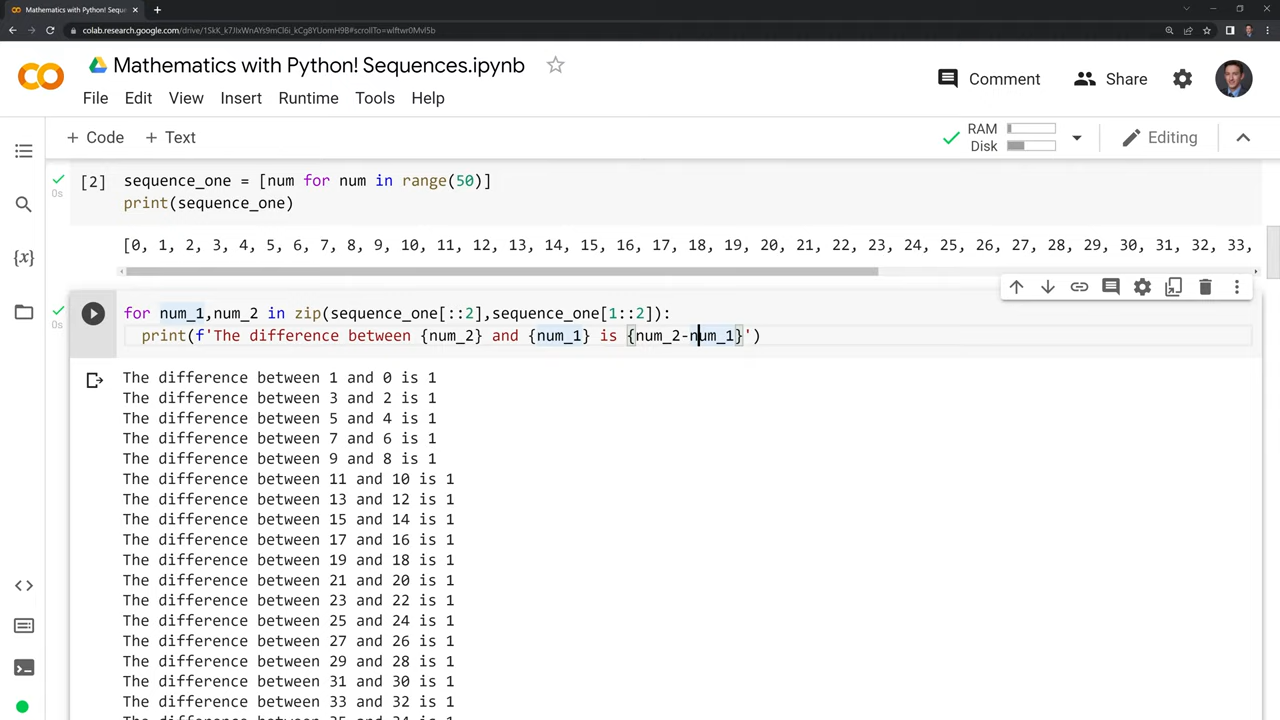 Mathematics with Python! Seque
colab.research.google.com/drive/1SkK_k7JIxWnAYs9mCl6i_kCg8YUomH9B#scrollTo=wlftwr0MvI5b
Mathematics with Python! Sequences.ipynb
Comment
Share
File Edit View Insert Runtime Tools Help
+ Code + Text
RAM
Disk
Editing
[2]
0s
sequence_one = [num for num in range(50)]
print(sequence_one)
[0, 1, 2, 3, 4, 5, 6, 7, 8, 9, 10, 11, 12, 13, 14, 15, 16, 17, 18, 19, 20, 21, 22, 23, 24, 25, 26, 27, 28, 29, 30, 31, 32, 33,
0s
for num_1,num_2 in zip(sequence_one[::2],sequence_one[1::2]):
print(f'The difference between {num_2} and {num_1} is {num_2-num_1}')
The difference between 1 and 0 is 1
The difference between 3 and 2 is 1
The difference between 5 and 4 is 1
The difference between 7 and 6 is 1
The difference between 9 and 8 is 1
The difference between 11 and 10 is 1
The difference between 13 and 12 is 1
The difference between 15 and 14 is 1
The difference between 17 and 16 is 1
The difference between 19 and 18 is 1
The difference between 21 and 20 is 1
The difference between 23 and 22 is 1
The difference between 25 and 24 is 1
The difference between 27 and 26 is 1
The difference between 29 and 28 is 1
The difference between 31 and 30 is 1
The difference between 33 and 32 is 1